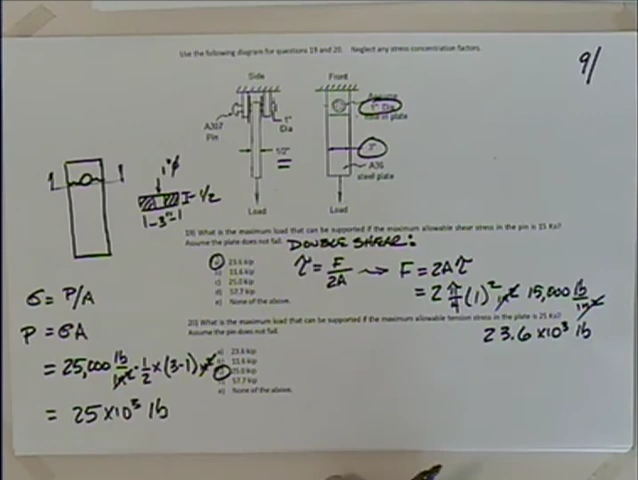 Use the following diagram for questions 19 and 20. Neglect any stress concentration factors.
9/
Side
Front
Assume
1" Dia
hole in plate
A307
Pin
1"
Dia
1/2"
3"
A36
steel plate
Load
Load
1
1
1"φ
1/2
3"
19) What is the maximum load that can be supported if the maximum allowable shear stress in the pin is 15 Ksi?
Assume the plate does not fail.
DOUBLE SHEAR:
a) 23.6 kip
b) 11.6 kip
c) 25.0 kip
d) 57.7 kip
e) None of the above.
τ = F/2A → F = 2Aτ
= 2 π/4 (1)² in² 15,000 lb/in²
23.6 x10³ lb
20) What is the maximum load that can be supported if the maximum allowable tension stress in the plate is 25 Ksi?
Assume the pin does not fail.
a) 23.6 kip
b) 11.6 kip
25.0 kip
57.7 kip
e) None of the above.
σ = P/A
P = σA
= 25,000 lb/in² · 1/2 x (3-1) in²
= 25 x10³ lb